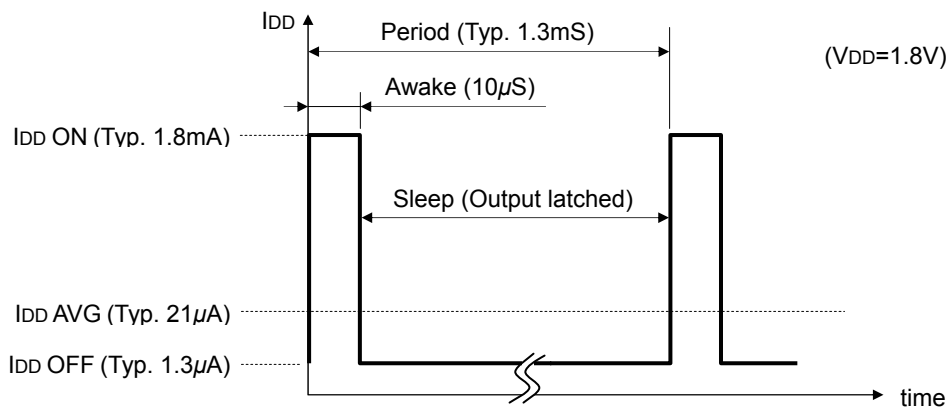 IDD
Period (Typ. 1.3mS)
(VDD=1.8V)
Awake (10µS)
IDD ON (Typ. 1.8mA)
Sleep (Output latched)
IDD AVG (Typ. 21µA)
IDD OFF (Typ. 1.3µA)
time